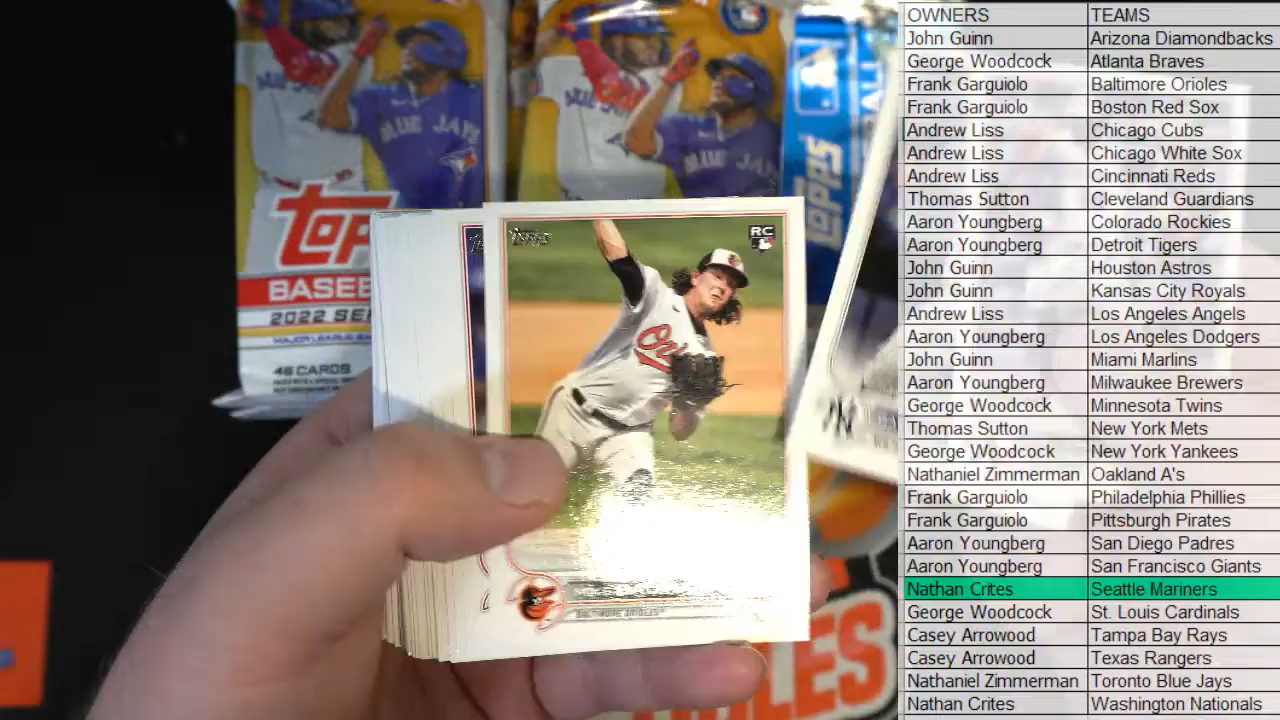 OWNERS TEAMS
John Guinn Arizona Diamondbacks
George Woodcock Atlanta Braves
Frank Garguiolo Baltimore Orioles
Frank Garguiolo Boston Red Sox
Andrew Liss Chicago Cubs
Andrew Liss Chicago White Sox
Andrew Liss Cincinnati Reds
Thomas Sutton Cleveland Guardians
Aaron Youngberg Colorado Rockies
Aaron Youngberg Detroit Tigers
John Guinn Houston Astros
John Guinn Kansas City Royals
Andrew Liss Los Angeles Angels
Aaron Youngberg Los Angeles Dodgers
John Guinn Miami Marlins
Aaron Youngberg Milwaukee Brewers
George Woodcock Minnesota Twins
Thomas Sutton New York Mets
George Woodcock New York Yankees
Nathaniel Zimmerman Oakland A's
Frank Garguiolo Philadelphia Phillies
Frank Garguiolo Pittsburgh Pirates
Aaron Youngberg San Diego Padres
Aaron Youngberg San Francisco Giants
Nathan Crites Seattle Mariners
George Woodcock St. Louis Cardinals
Casey Arrowood Tampa Bay Rays
Casey Arrowood Texas Rangers
Nathaniel Zimmerman Toronto Blue Jays
Nathan Crites Washington Nationals
TOPPS
RC
BALTIMORE ORIOLES
TOP
BASEB
2022 SE
48 CARDS
BLUE JAYS
BLUE JAYS
TOPPS